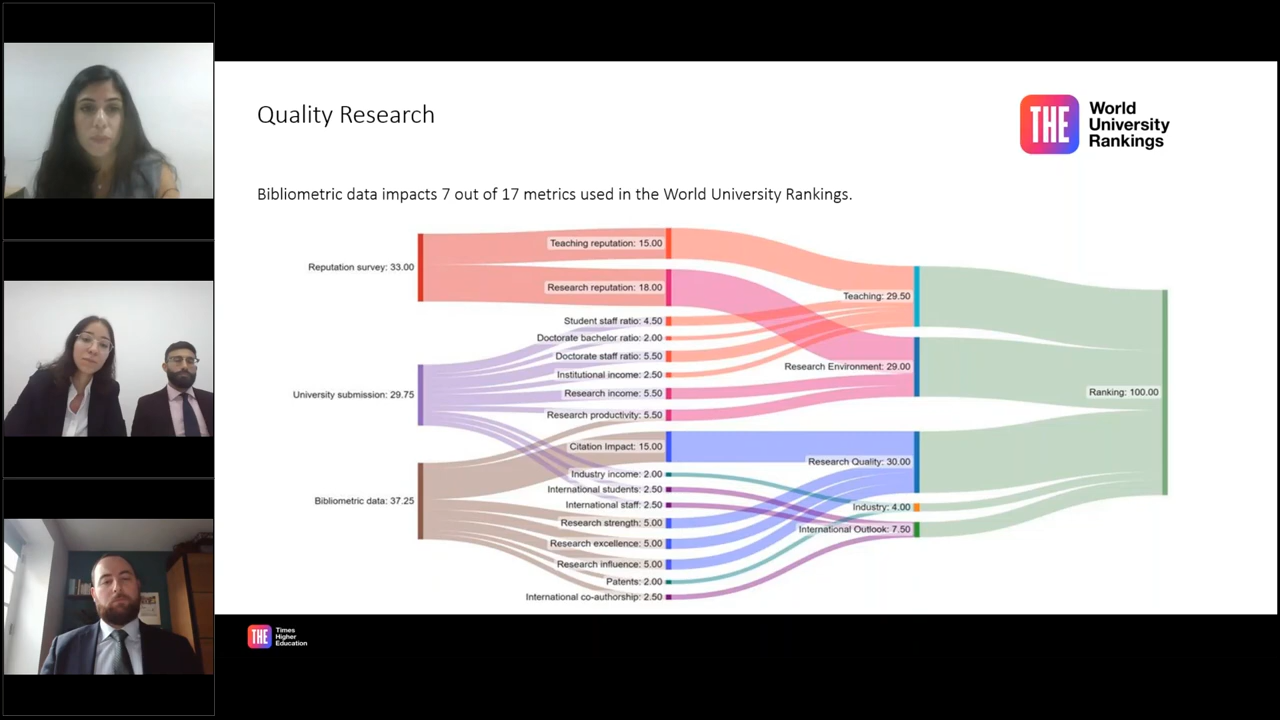 Quality Research
THE
World
University
Rankings
Bibliometric data impacts 7 out of 17 metrics used in the World University Rankings.
Reputation survey: 33.00
University submission: 29.75
Bibliometric data: 37.25
Teaching reputation: 15.00
Research reputation: 18.00
Student staff ratio: 4.50
Doctorate bachelor ratio: 2.00
Doctorate staff ratio: 5.50
Institutional income: 2.50
Research income: 5.50
Research productivity: 5.50
Citation Impact: 15.00
Industry income: 2.00
International students: 2.50
International staff: 2.50
Research strength: 5.00
Research excellence: 5.00
Research influence: 5.00
Patents: 2.00
International co-authorship: 2.50
Teaching: 29.50
Research Environment: 29.00
Research Quality: 30.00
Industry: 4.00
International Outlook: 7.50
Ranking: 100.00
THE
Times
Higher
Education